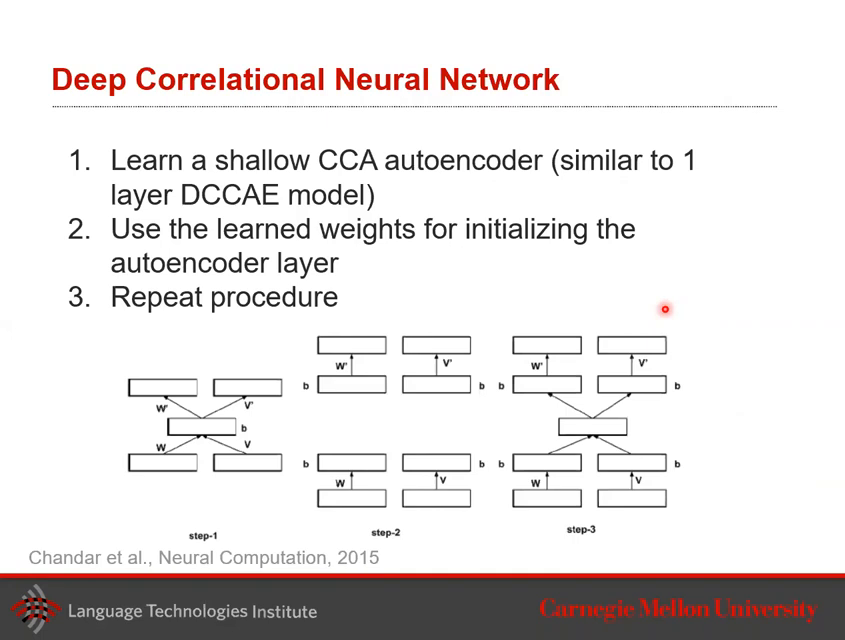 Deep Correlational Neural Network
1. Learn a shallow CCA autoencoder (similar to 1
layer DCCAE model)
2. Use the learned weights for initializing the
autoencoder layer
3. Repeat procedure
W' V'
b
W V
step-1
W' V'
b b
b b
W V
step-2
W' V'
b b
b b
W V
step-3
Chandar et al., Neural Computation, 2015
Language Technologies Institute
Carnegie Mellon University